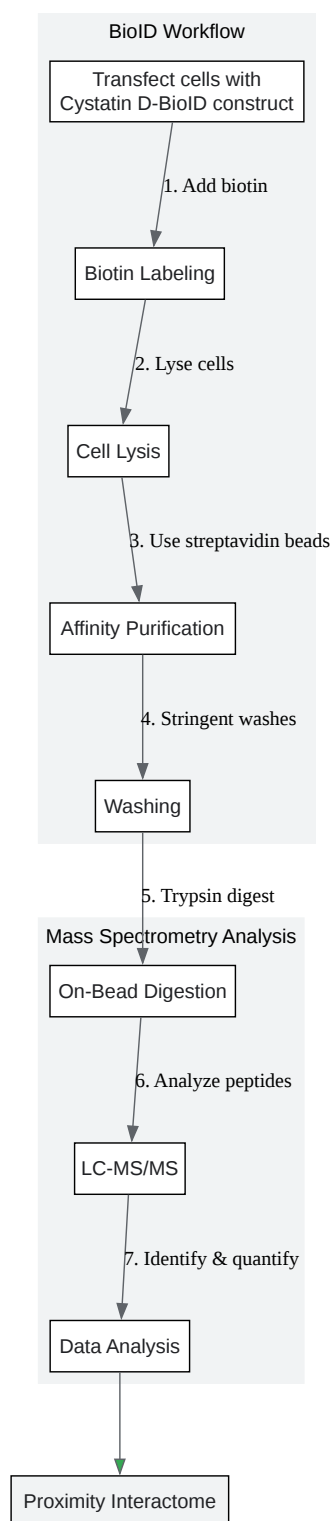 BioID Workflow
Transfect cells with
Cystatin D-BioID construct
1. Add biotin
Biotin Labeling
2. Lyse cells
Cell Lysis
3. Use streptavidin beads
Affinity Purification
4. Stringent washes
Washing
5. Trypsin digest
Mass Spectrometry Analysis
On-Bead Digestion
6. Analyze peptides
LC-MS/MS
7. Identify & quantify
Data Analysis
Proximity Interactome